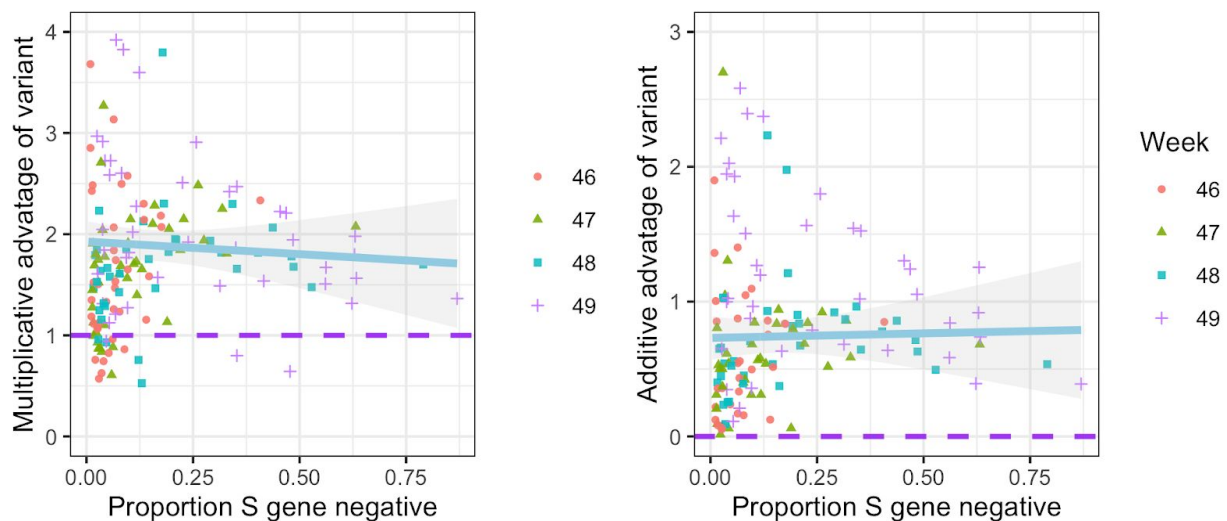 Multiplicative advatage of variant
4
3
2
1
0
0.00 0.25 0.50 0.75
Proportion S gene negative
46
47
48
49
Additive advatage of variant
3
2
1
0
0.00 0.25 0.50 0.75
Proportion S gene negative
Week
46
47
48
49